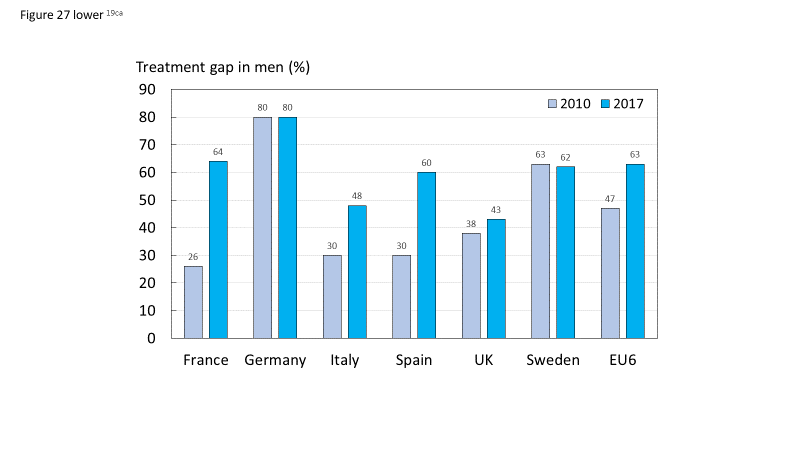 Figure 27 lower 19ca
Treatment gap in men (%)
2010 2017
90
80
70
60
50
40
30
20
10
0
26 64 80 80 30 48 30 60 38 43 63 62 47 63
France Germany Italy Spain UK Sweden EU6